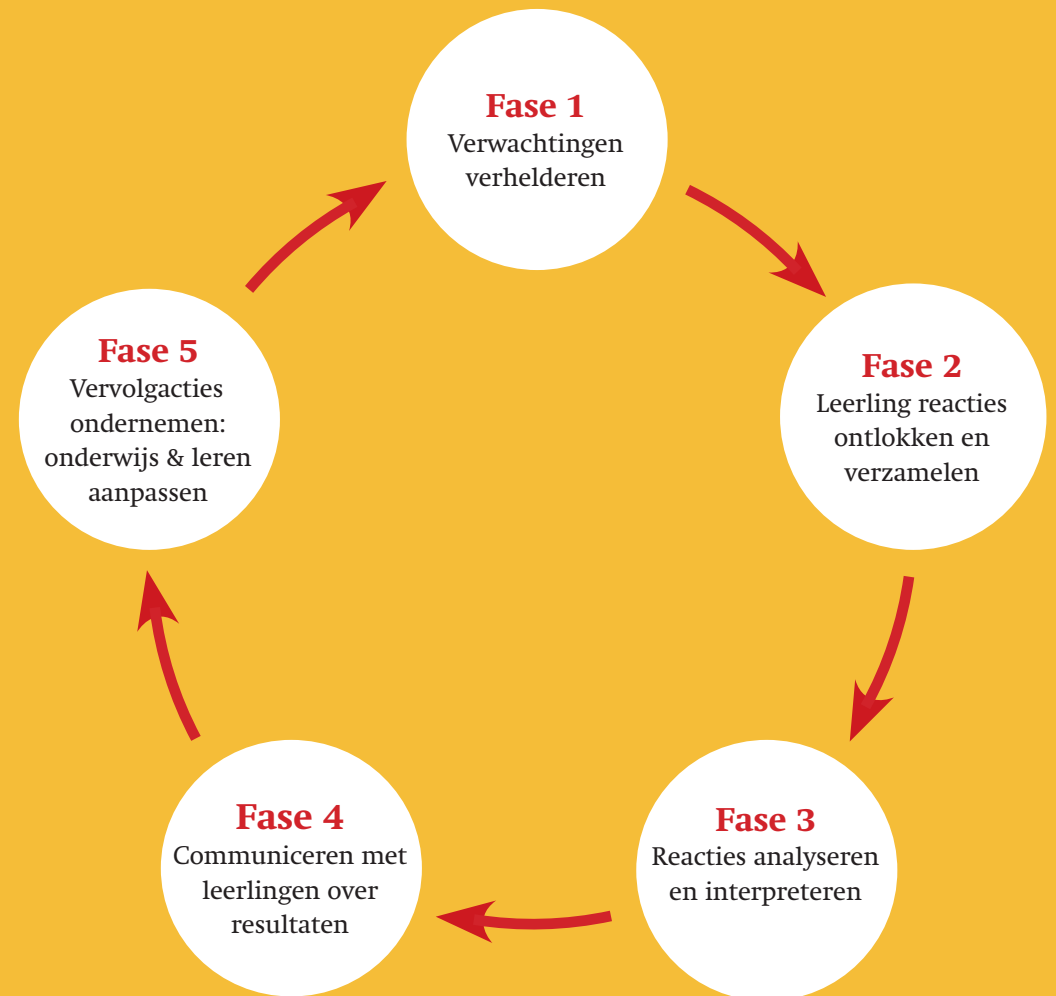 Fase 1
Verwachtingen
verhelderen
Fase 2
Leerling reacties
ontlokken en
verzamelen
Fase 3
Reacties analyseren
en interpreteren
Fase 4
Communiceren met
leerlingen over
resultaten
Fase 5
Vervolgacties
ondernemen:
onderwijs & leren
aanpassen